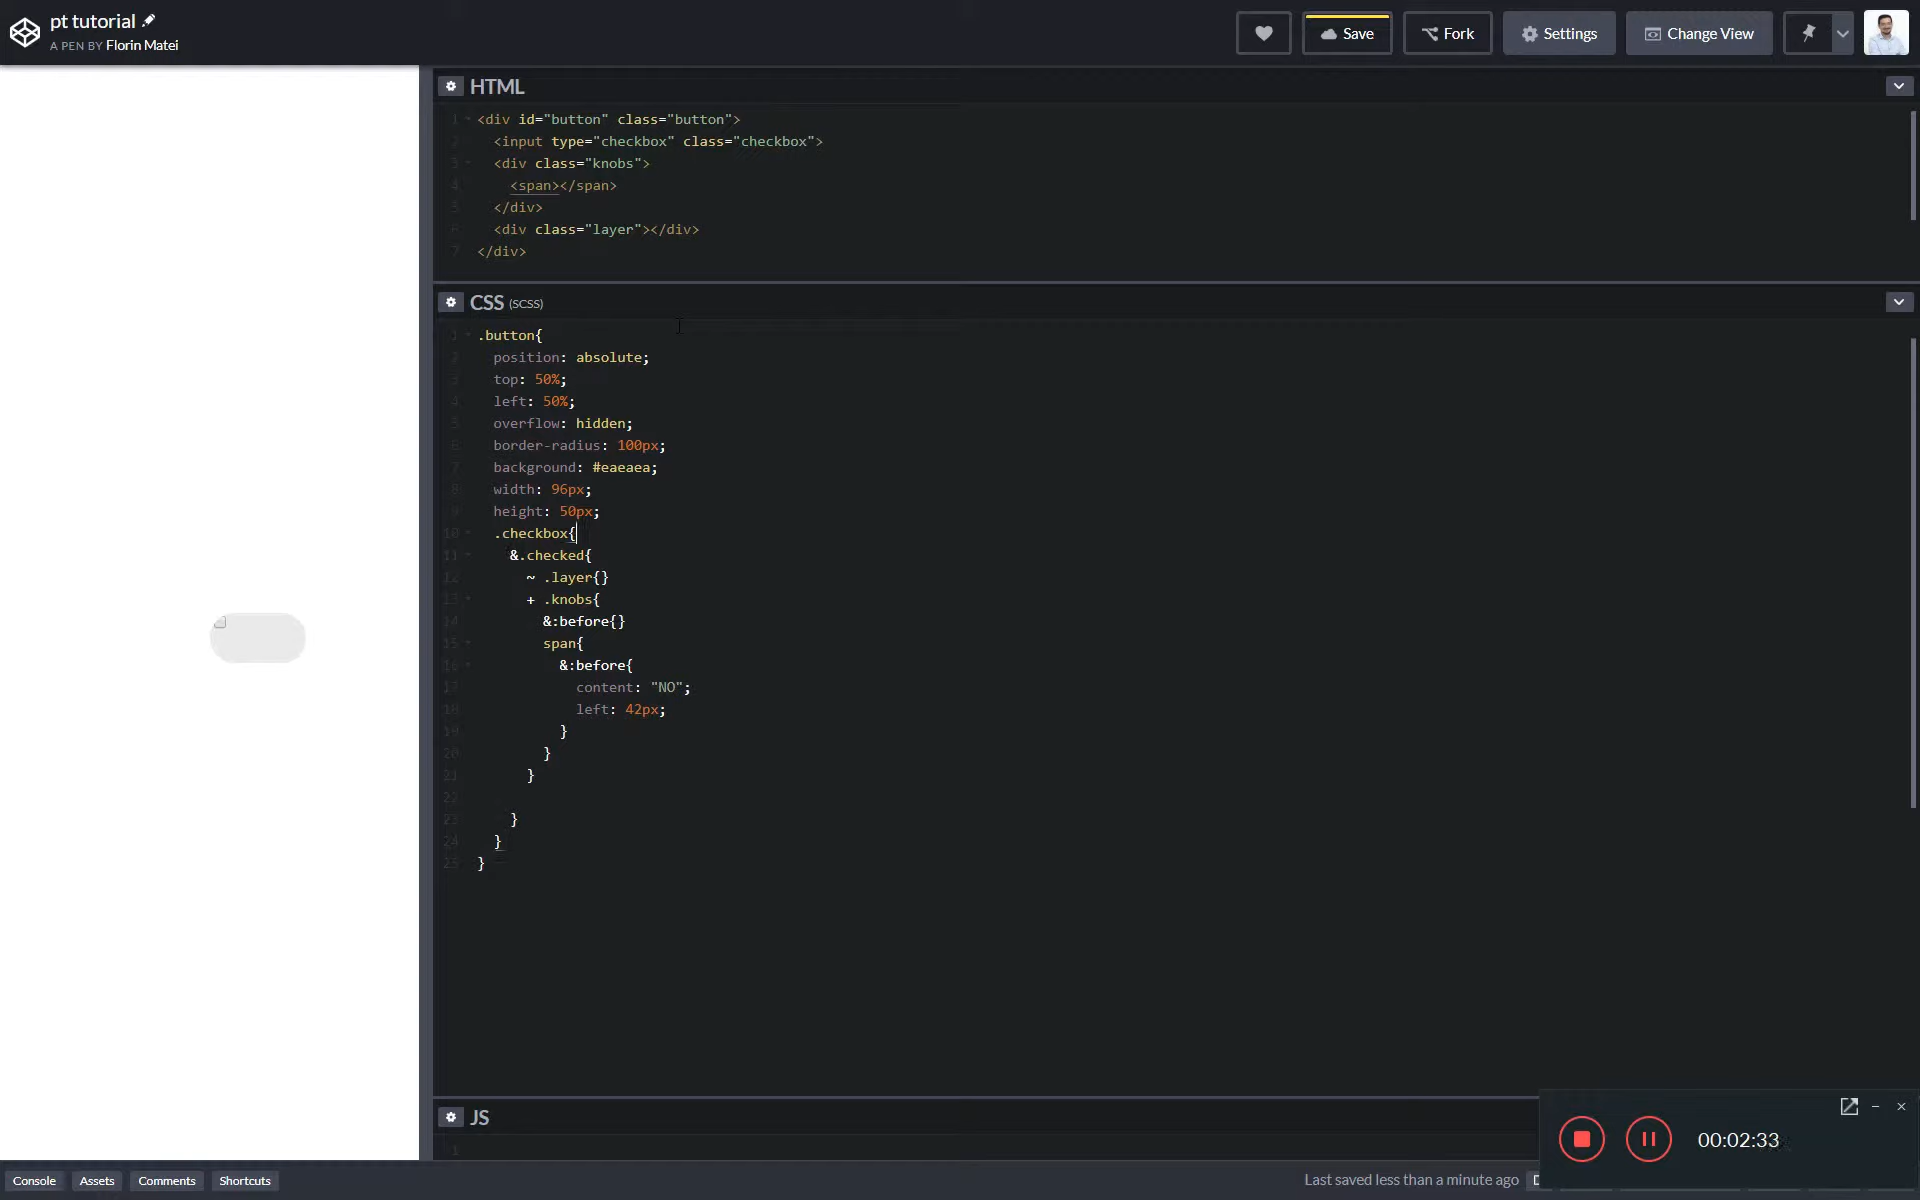 pt tutorial
A PEN BY Florin Matei
Save
Fork
Settings
Change View
HTML
1 <div id="button" class="button">
2 <input type="checkbox" class="checkbox">
3 <div class="knobs">
4 <span></span>
5 </div>
6 <div class="layer"></div>
7 </div>
CSS (SCSS)
1 .button{
2 position: absolute;
3 top: 50%;
4 left: 50%;
5 overflow: hidden;
6 border-radius: 100px;
7 background: #eaeaea;
8 width: 96px;
9 height: 50px;
10 .checkbox{
11 &.checked{
12 ~ .layer{}
13 + .knobs{
14 &:before{}
15 span{
16 &:before{
17 content: "NO";
18 left: 42px;
19 }
20 }
21 }
22
23 }
24 }
25 }
JS
1
00:02:33
Console
Assets
Comments
Shortcuts
Last saved less than a minute ago